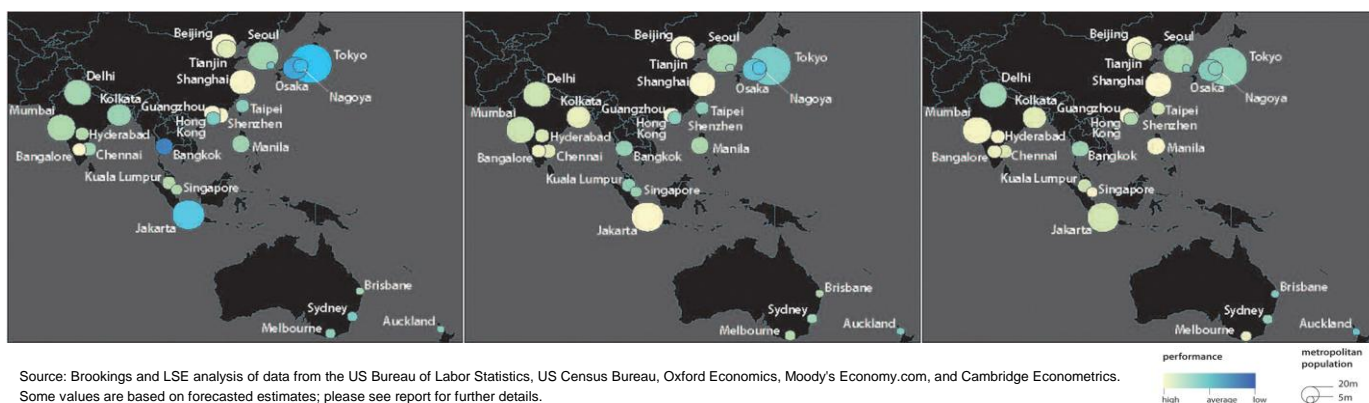 Beijing
Seoul
Tokyo
Tianjin
Shanghai
Osaka
Nagoya
Delhi
Kolkata
Guangzhou
Taipei
Mumbai
Hong
Kong
Shenzhen
Hyderabad
Bangalore
Chennai
Bangkok
Manila
Kuala Lumpur
Singapore
Jakarta
Brisbane
Sydney
Melbourne
Auckland
Beijing
Seoul
Tokyo
Tianjin
Shanghai
Osaka
Nagoya
Delhi
Kolkata
Guangzhou
Taipei
Mumbai
Hong
Kong
Shenzhen
Hyderabad
Bangalore
Chennai
Bangkok
Manila
Kuala Lumpur
Singapore
Jakarta
Brisbane
Sydney
Melbourne
Auckland
Beijing
Seoul
Tokyo
Tianjin
Shanghai
Osaka
Nagoya
Delhi
Kolkata
Guangzhou
Taipei
Mumbai
Hong
Kong
Shenzhen
Hyderabad
Bangalore
Chennai
Bangkok
Manila
Kuala Lumpur
Singapore
Jakarta
Brisbane
Sydney
Melbourne
Auckland
Source: Brookings and LSE analysis of data from the US Bureau of Labor Statistics, US Census Bureau, Oxford Economics, Moody's Economy.com, and Cambridge Econometrics.
Some values are based on forecasted estimates; please see report for further details.
performance
high average low
metropolitan
population
20m
5m